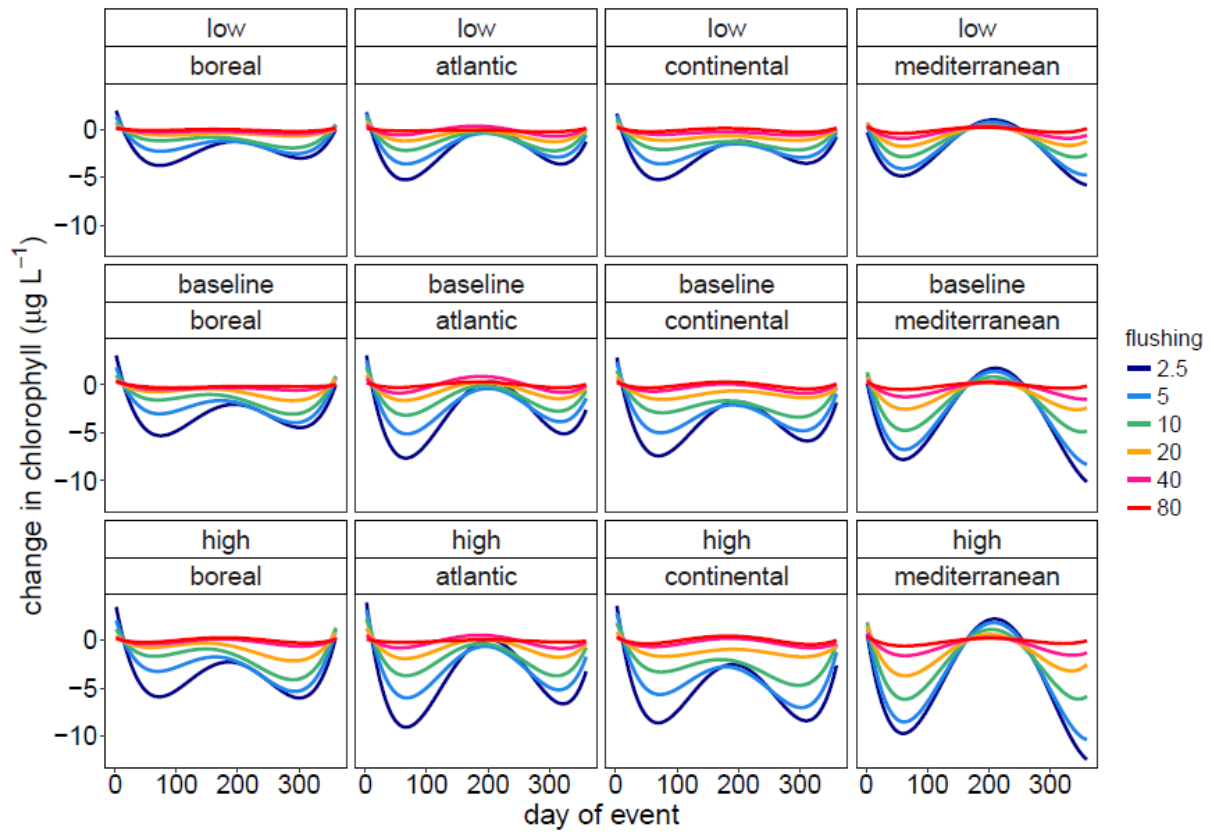 low low low low
boreal atlantic continental mediterranean
0
−5
−10
baseline baseline baseline baseline
boreal atlantic continental mediterranean
0
−5
−10
high high high high
boreal atlantic continental mediterranean
0
−5
−10
0 100 200 300 0 100 200 300 0 100 200 300 0 100 200 300
day of event
change in chlorophyll (μg L⁻¹)
flushing
2.5
5
10
20
40
80